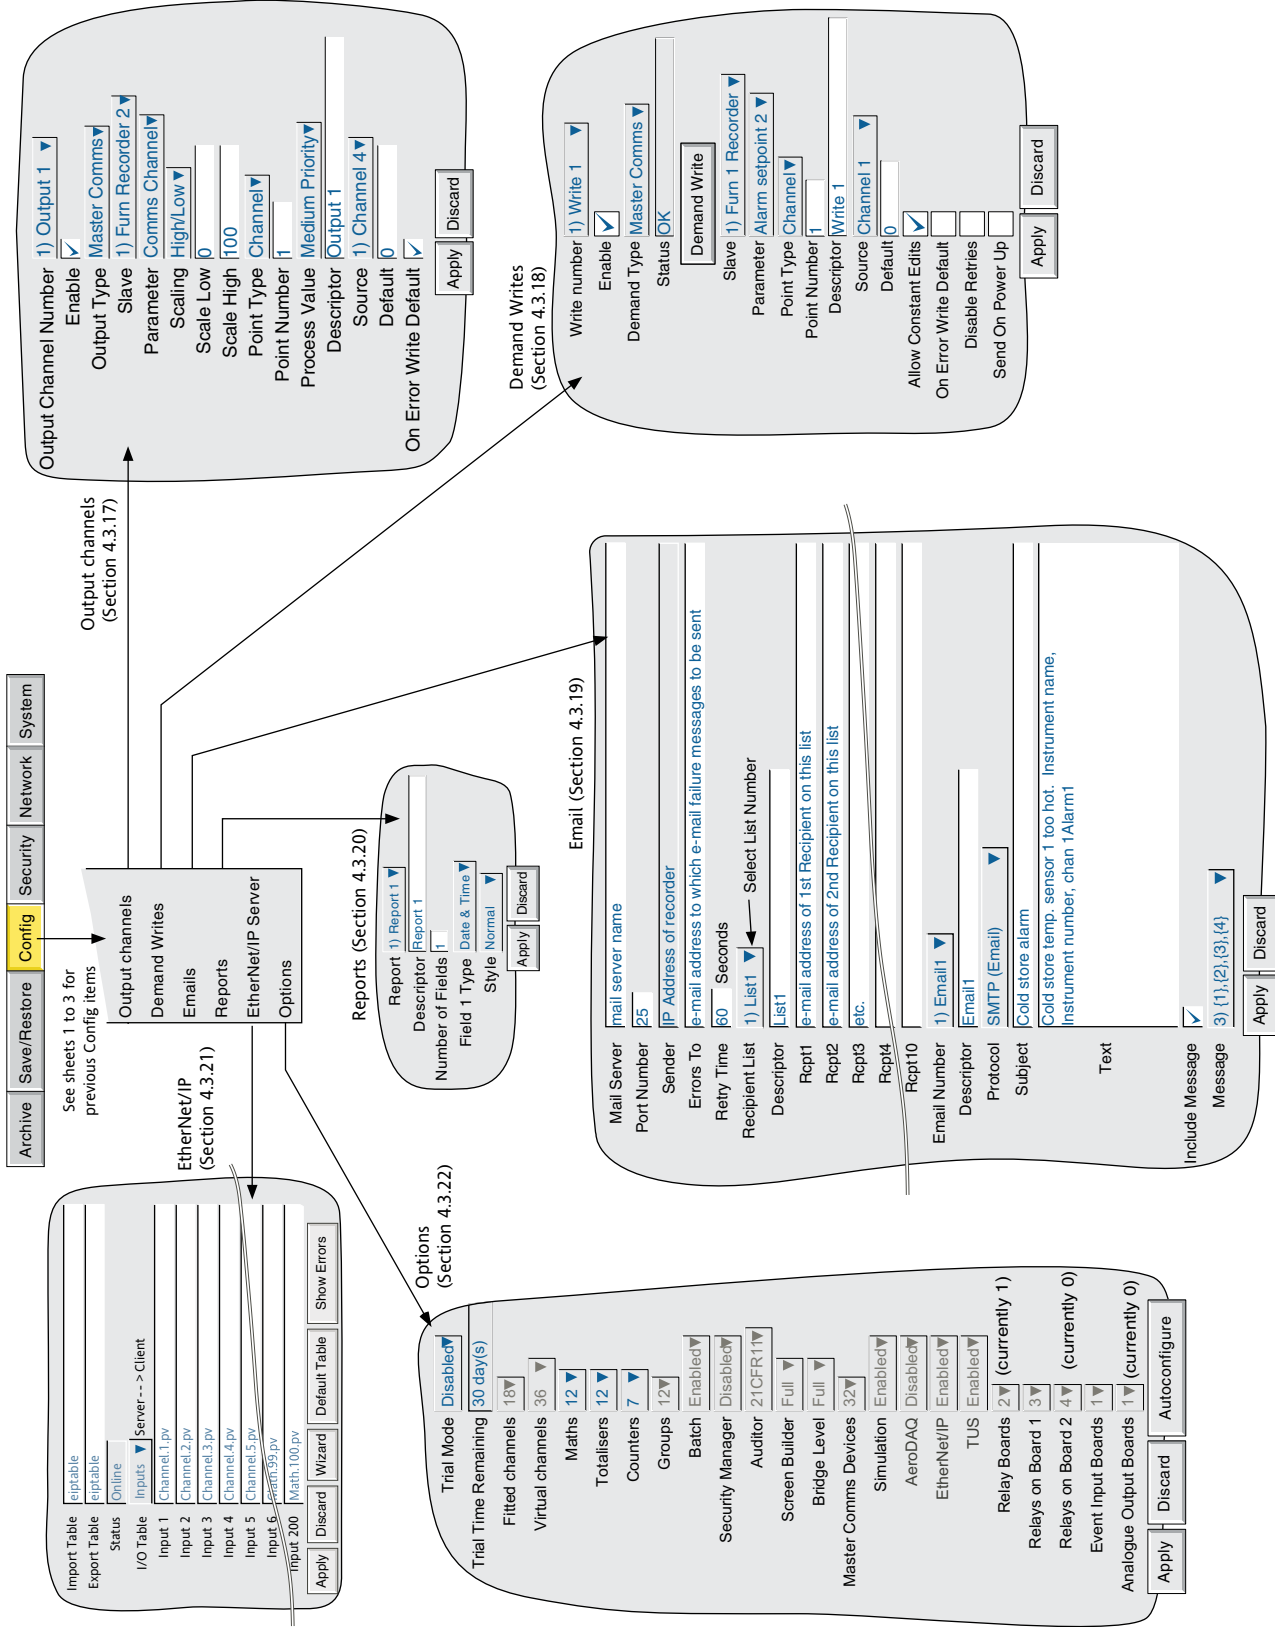 Archive
Save/Restore
Config
Security
Network
System
See sheets 1 to 3 for
previous Config items
Output channels
Demand Writes
Emails
Reports
EtherNet/IP Server
Options
EtherNet/IP
(Section 4.3.21)
Import Table eiptable
Export Table eiptable
Status Online
I/O Table Inputs ▼ Server - - > Client
Input 1 Channel.1.pv
Input 2 Channel.2.pv
Input 3 Channel.3.pv
Input 4 Channel.4.pv
Input 5 Channel.5.pv
Input 6 Math.99.pv
Input 200 Math.100.pv
Apply Discard Wizard Default Table Show Errors
Output channels
(Section 4.3.17)
Output Channel Number 1) Output 1 ▼
Enable
Output Type Master Comms▼
Slave 1) Furn Recorder 2▼
Parameter Comms Channel▼
Scaling High/Low▼
Scale Low 0
Scale High 100
Point Type Channel▼
Point Number 1
Process Value Medium Priority▼
Descriptor Output 1
Source 1) Channel 4▼
Default 0
On Error Write Default
Apply Discard
Reports (Section 4.3.20)
Report 1) Report 1 ▼
Descriptor Report 1
Number of Fields 1
Field 1 Type Date & Time▼
Style Normal ▼
Apply Discard
Demand Writes
(Section 4.3.18)
Write number 1) Write 1 ▼
Enable
Demand Type Master Comms ▼
Status OK
Demand Write
Slave 1) Furn 1 Recorder ▼
Parameter Alarm setpoint 2 ▼
Point Type Channel▼
Point Number 1
Descriptor Write 1
Source Channel 1 ▼
Default 0
Allow Constant Edits
On Error Write Default
Disable Retries
Send On Power Up
Apply Discard
Options
(Section 4.3.22)
Trial Mode Disabled▼
Trial Time Remaining 30 day(s)
Fitted channels 18▼
Virtual channels 36 ▼
Maths 12 ▼
Totalisers 12 ▼
Counters 7 ▼
Groups 12▼
Batch Enabled▼
Security Manager Disabled▼
Auditor 21CFR11▼
Screen Builder Full ▼
Bridge Level Full ▼
Master Comms Devices 32▼
Simulation Enabled▼
AeroDAQ Disabled▼
EtherNet/IP Enabled▼
TUS Enabled▼
Relay Boards 2▼ (currently 1)
Relays on Board 1 3▼
Relays on Board 2 4▼ (currently 0)
Event Input Boards 1▼
Analogue Output Boards 1▼ (currently 0)
Apply Discard Autoconfigure
Email (Section 4.3.19)
Mail Server mail server name
Port Number 25
Sender IP Address of recorder
Errors To e-mail address to which e-mail failure messages to be sent
Retry Time 60 Seconds
Recipient List 1) List1 ▼ Select List Number
Descriptor List1
Rcpt1 e-mail address of 1st Recipient on this list
Rcpt2 e-mail address of 2nd Recipient on this list
Rcpt3 etc.
Rcpt4
Rcpt10
Email Number 1) Email1 ▼
Descriptor Email1
Protocol SMTP (Email) ▼
Subject Cold store alarm
Text Cold store temp. sensor 1 too hot. Instrument name,
Instrument number, chan 1Alarm1
Include Message
Message 3) {1},{2},{3},{4} ▼
Apply Discard